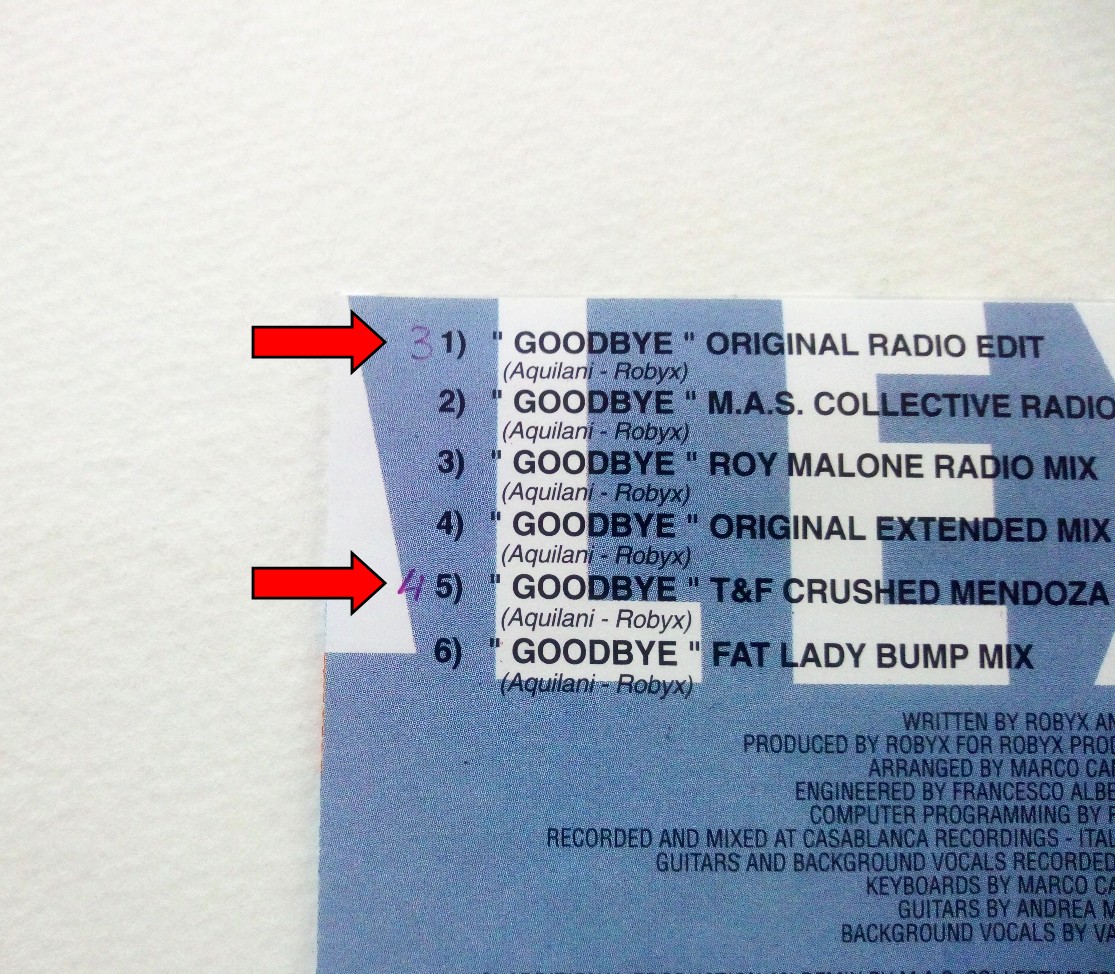 3 1) " GOODBYE " ORIGINAL RADIO EDIT
(Aquilani - Robyx)
2) " GOODBYE " M.A.S. COLLECTIVE RADIO
(Aquilani - Robyx)
3) " GOODBYE " ROY MALONE RADIO MIX
(Aquilani - Robyx)
4) " GOODBYE " ORIGINAL EXTENDED MIX
(Aquilani - Robyx)
4 5) " GOODBYE " T&F CRUSHED MENDOZA
(Aquilani - Robyx)
6) " GOODBYE " FAT LADY BUMP MIX
(Aquilani - Robyx)
WRITTEN BY ROBYX
PRODUCED BY ROBYX FOR ROBYX
ARRANGED BY MARCO
ENGINEERED BY FRANCESCO
COMPUTER PROGRAMMING BY
RECORDED AND MIXED AT CASABLANCA RECORDINGS -
GUITARS AND BACKGROUND VOCALS RECORDED
KEYBOARDS BY MARCO
GUITARS BY ANDREA
BACKGROUND VOCALS BY